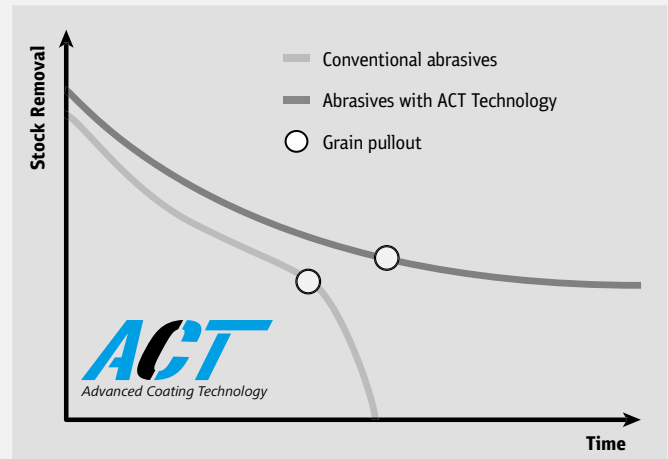 Stock Removal
Conventional abrasives
Abrasives with ACT Technology
Grain pullout
ACT
Advanced Coating Technology
Time